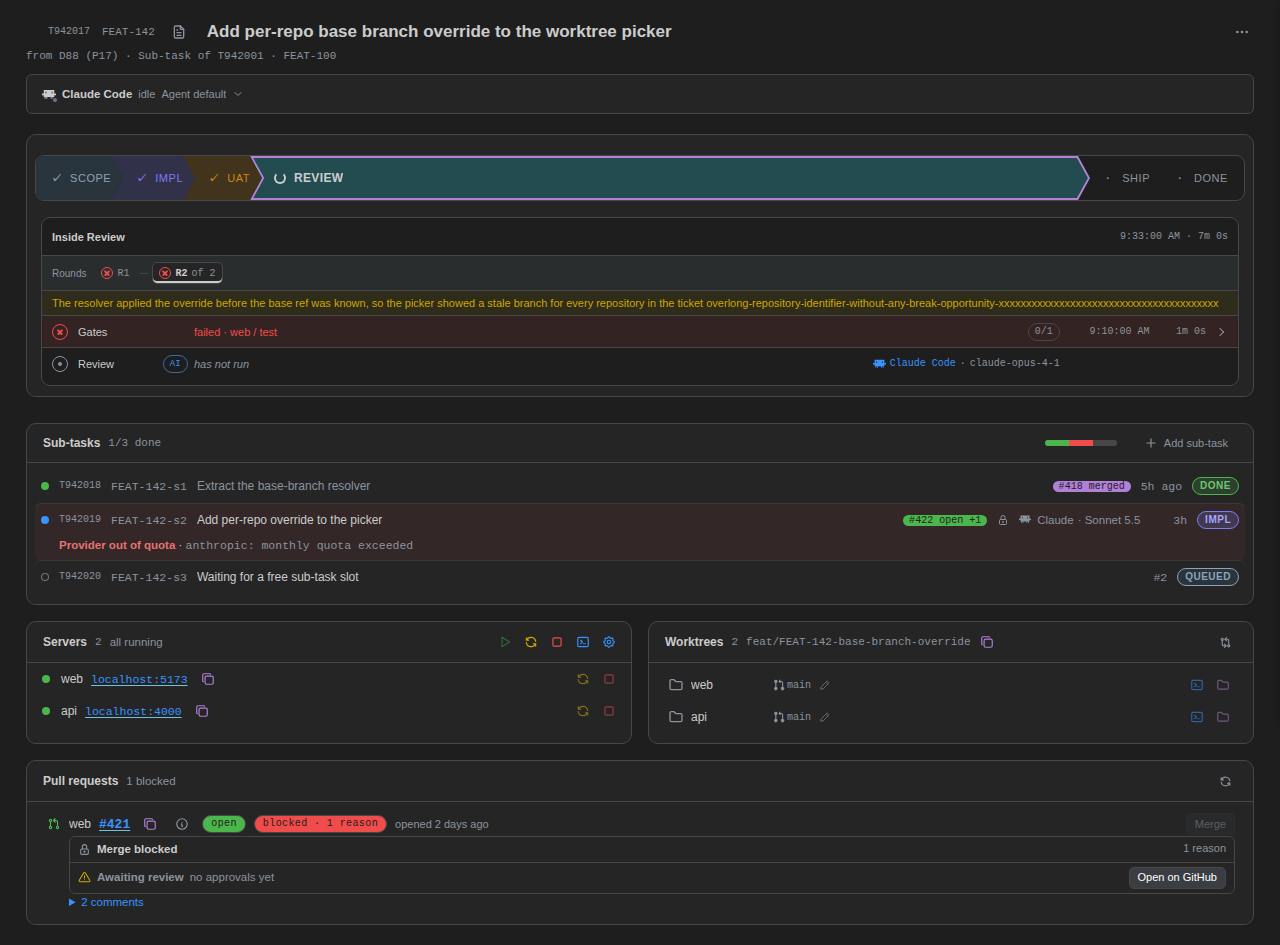 T942017 FEAT-142 Add per-repo base branch override to the worktree picker
from D88 (P17) · Sub-task of T942001 · FEAT-100
Claude Code idle Agent default
SCOPE IMPL UAT REVIEW SHIP DONE
Inside Review 9:33:00 AM · 7m 0s
Rounds R1 — R2 of 2
The resolver applied the override before the base ref was known, so the picker showed a stale branch for every repository in the ticket overlong-repository-identifier-without-any-break-opportunity-xxxxxxxxxxxxxxxxxxxxxxxxxxxxxxxxxxxxxxxx
Gates failed · web / test 0/1 9:10:00 AM 1m 0s
Review AI has not run Claude Code · claude-opus-4-1
Sub-tasks 1/3 done Add sub-task
T942018 FEAT-142-s1 Extract the base-branch resolver #418 merged 5h ago DONE
T942019 FEAT-142-s2 Add per-repo override to the picker #422 open +1 Claude · Sonnet 5.5 3h IMPL
Provider out of quota · anthropic: monthly quota exceeded
T942020 FEAT-142-s3 Waiting for a free sub-task slot #2 QUEUED
Servers 2 all running
web localhost:5173
api localhost:4000
Worktrees 2 feat/FEAT-142-base-branch-override
web main
api main
Pull requests 1 blocked
web #421 open blocked · 1 reason opened 2 days ago Merge
Merge blocked 1 reason
Awaiting review no approvals yet Open on GitHub
2 comments